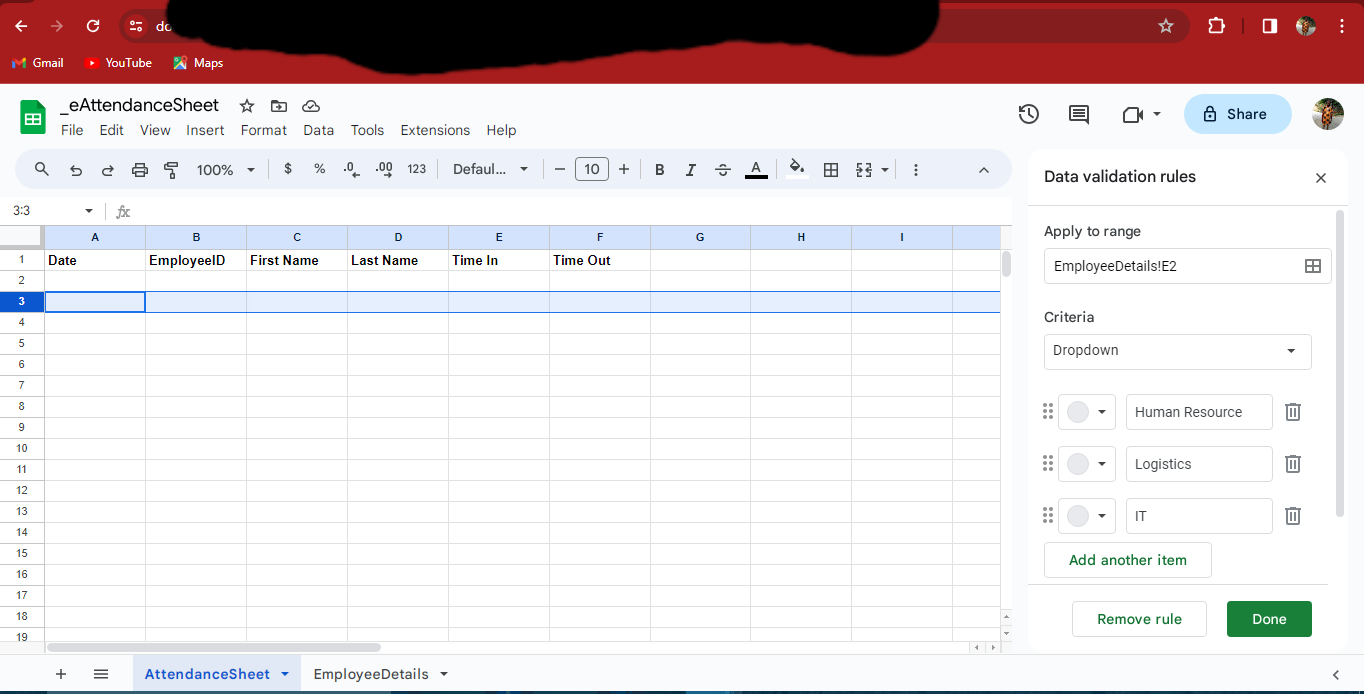 do
Gmail YouTube Maps
_eAttendanceSheet
File Edit View Insert Format Data Tools Extensions Help
Share
100% $ % .0 .00 123 Defaul... 10 B I A
Data validation rules
3:3 fx
Apply to range
A B C D E F G H I
1 Date EmployeeID First Name Last Name Time In Time Out
EmployeeDetails!E2
2
3
Criteria
4
Dropdown
5
6
7
8
Human Resource
9
10
Logistics
11
12
13
IT
14
15
Add another item
16
17
18
Remove rule Done
19
AttendanceSheet EmployeeDetails